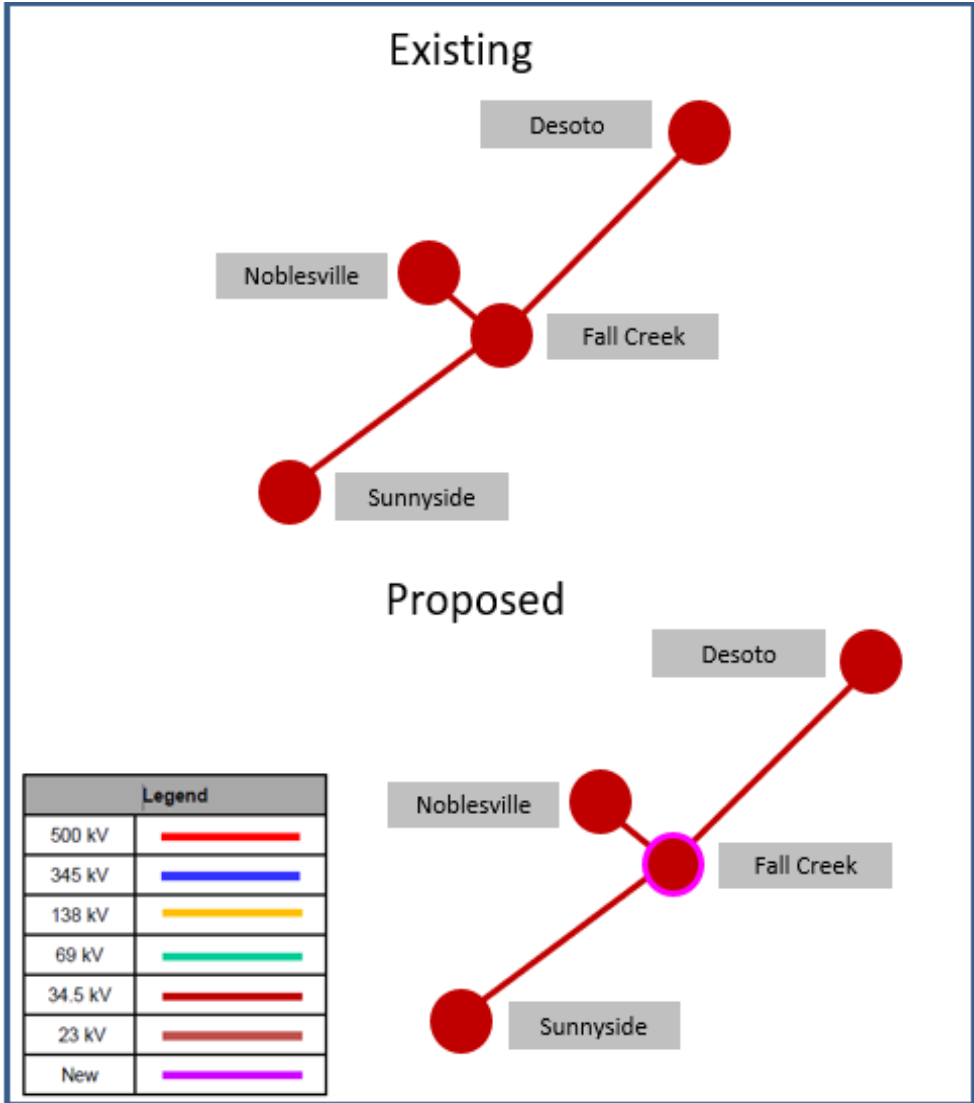 Existing
Desoto
Noblesville
Fall Creek
Sunnyside
Proposed
Desoto
Noblesville
Fall Creek
Sunnyside
Legend
500 kV
345 kV
138 kV
69 kV
34.5 kV
23 kV
New